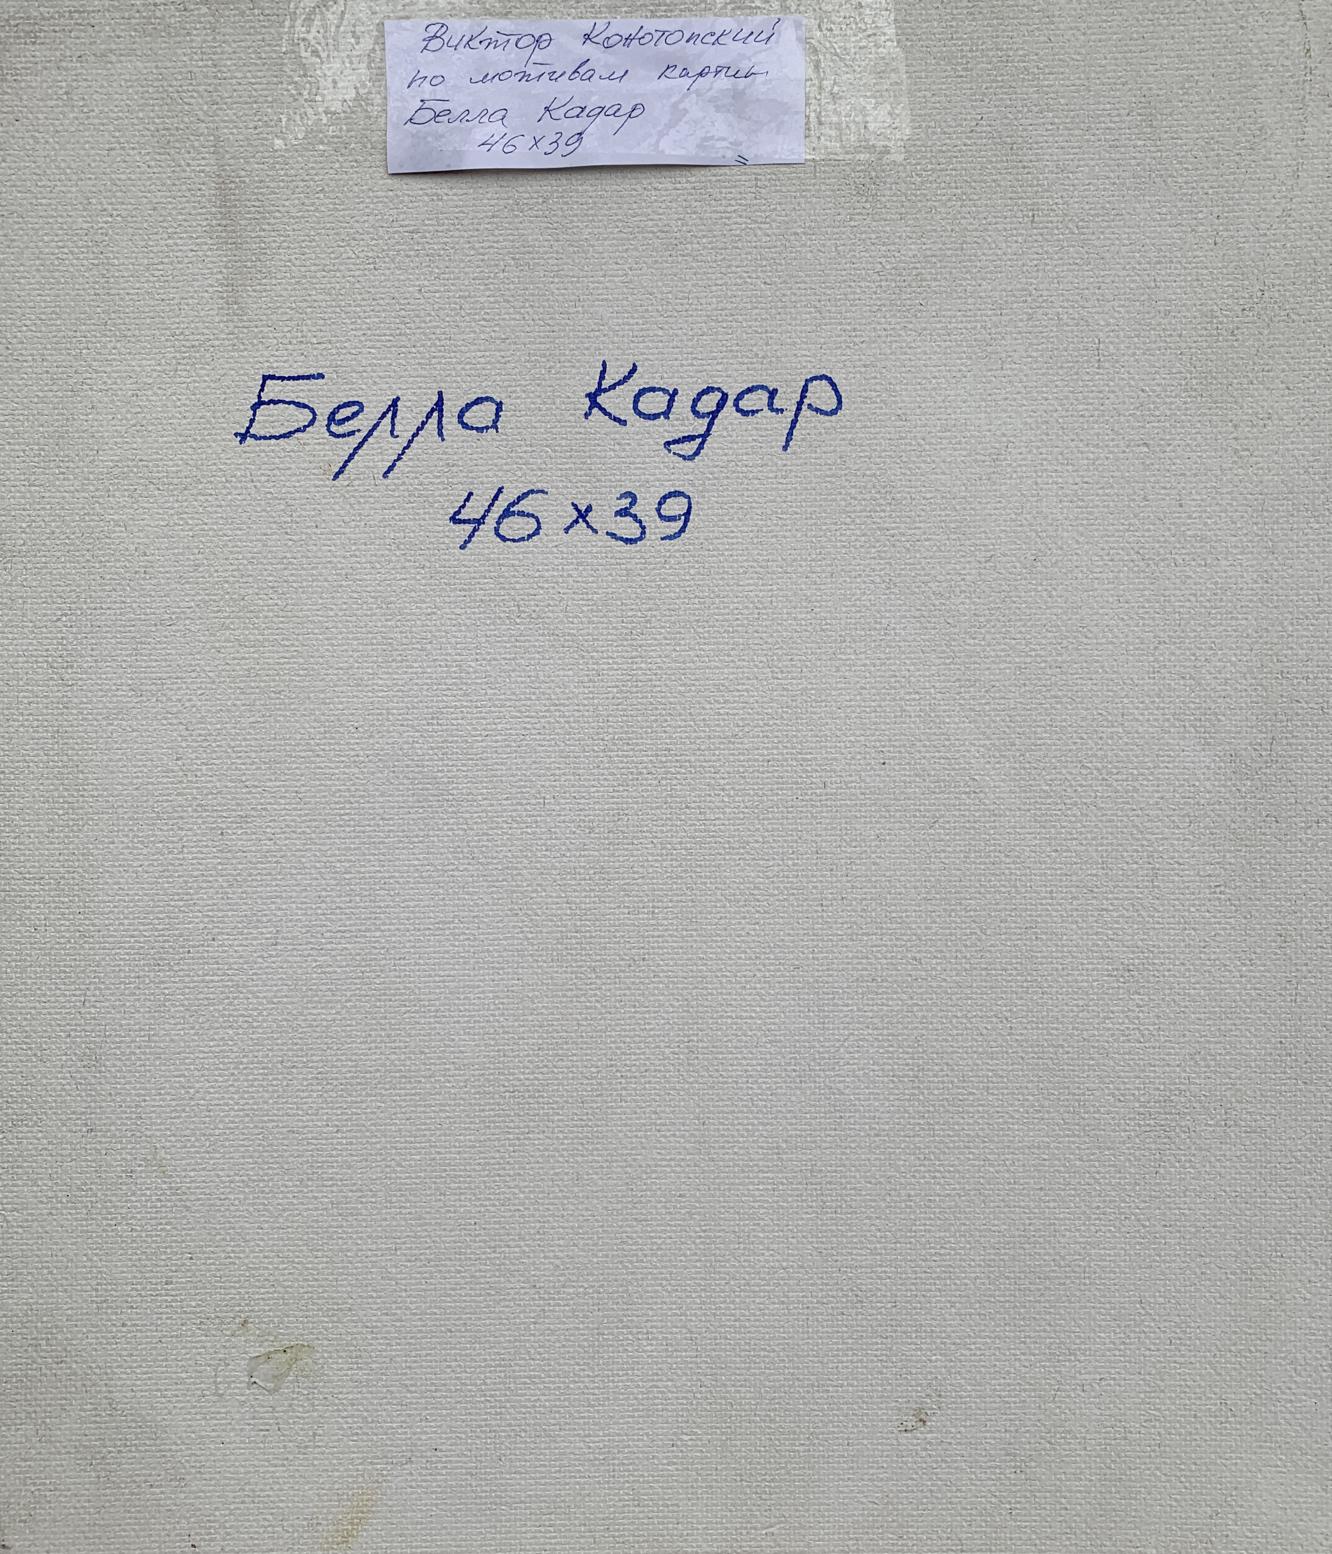 Виктор Конотопский
по мотивам картин
Белла Кадар
46х39
=
Белла Кадар
46х39